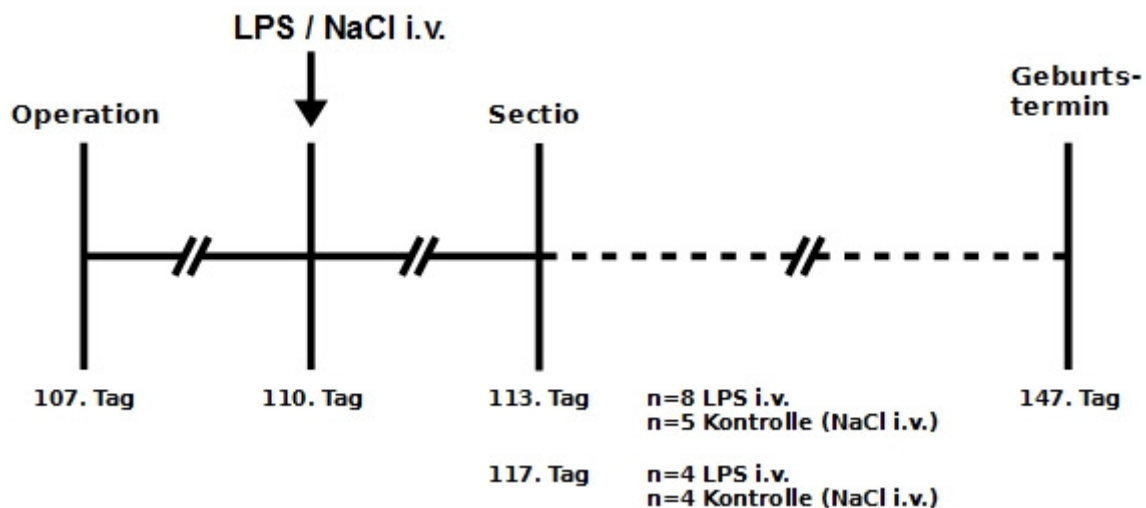 LPS / NaCl i.v.
Operation
Sectio
Geburts-
termin
107. Tag
110. Tag
113. Tag
n=8 LPS i.v.
n=5 Kontrolle (NaCl i.v.)
147. Tag
117. Tag
n=4 LPS i.v.
n=4 Kontrolle (NaCl i.v.)